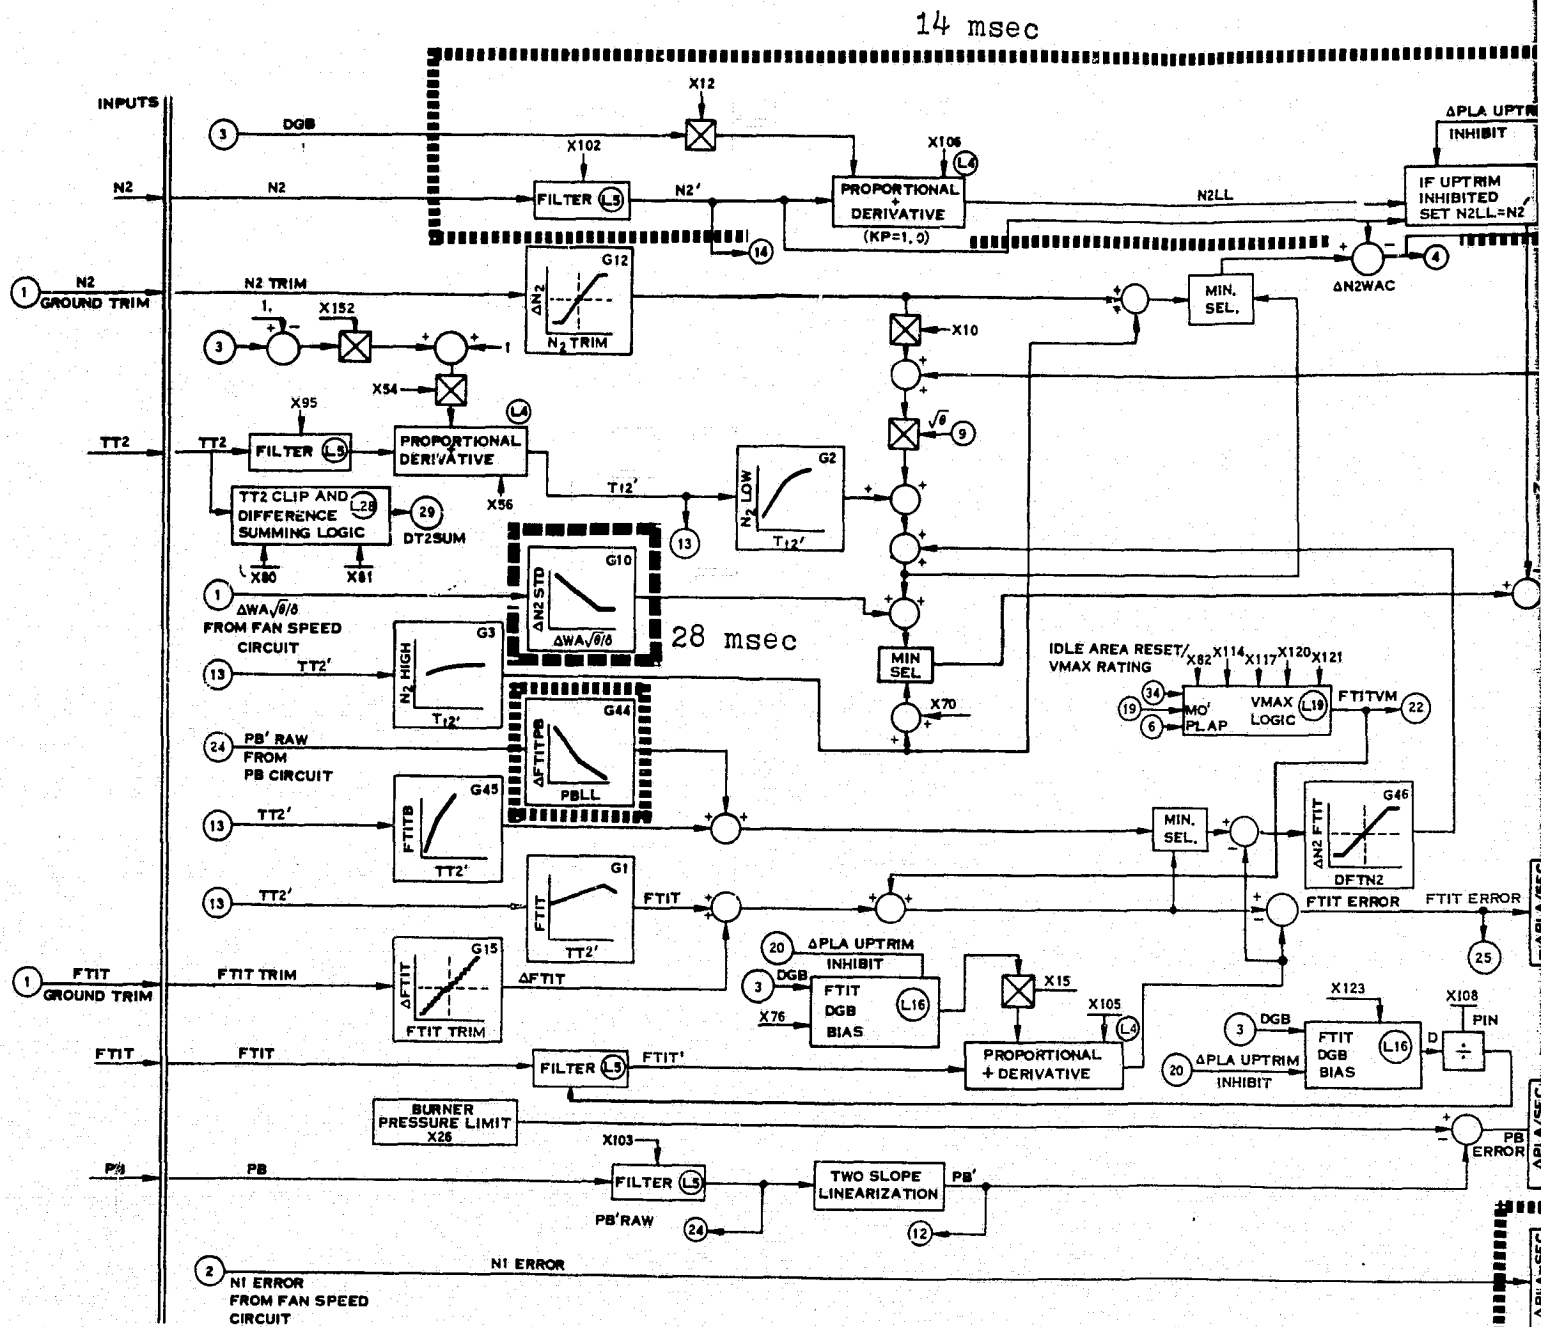 14 msec
INPUTS
X12
3
DGB
ΔPLA UPTR
INHIBIT
X102
X106
L4
N2
N2
FILTER L5
N2'
PROPORTIONAL
+
DERIVATIVE
(KP=1.0)
N2LL
IF UPTRIM
INHIBITED
SET N2LL=N2'
14
+
-
4
ΔN2WAC
1
N2
GROUND TRIM
N2 TRIM
G12
ΔN2
N2 TRIM
MIN.
SEL.
X10
1.
X152
3
+
-
+
+
1
X54
X95
L4
TT2
TT2
FILTER L5
PROPORTIONAL
+
DERIVATIVE
X56
Tt2'
13
G2
N2 LOW
Tt2'
√θ
9
TT2 CLIP AND
DIFFERENCE
SUMMING LOGIC
L28
29
DT2SUM
X80
X81
1
ΔWA√θ/δ
FROM FAN SPEED
CIRCUIT
G10
ΔN2 STD
ΔWA√θ/δ
28 msec
G3
N2 HIGH
Tt2'
13
TT2'
MIN
SEL
X70
IDLE AREA RESET/
VMAX RATING
X82
X114
X117
X120
X121
34
19
6
MO'
PLAP
VMAX
LOGIC
L19
FTITVM
22
24
PB' RAW
FROM
PB CIRCUIT
G44
ΔFTITPB
PBLL
13
TT2'
G45
FTITB
TT2'
MIN.
SEL.
G46
ΔN2 FTIT
DFTN2
13
TT2'
G1
FTIT
TT2'
FTIT
FTIT ERROR
FTIT ERROR
25
ΔPLA/SEC
1
FTIT
GROUND TRIM
FTIT TRIM
G15
ΔFTIT
FTIT TRIM
ΔFTIT
20
ΔPLA UPTRIM
INHIBIT
3
DGB
X76
FTIT
DGB
BIAS
L16
X15
X105
L4
PROPORTIONAL
+ DERIVATIVE
X123
X108
PIN
3
DGB
FTIT
DGB
BIAS
L16
D
÷
20
ΔPLA UPTRIM
INHIBIT
FTIT
FTIT
FILTER L5
FTIT'
BURNER
PRESSURE LIMIT
X26
+
-
PB
ERROR
ΔPLA/SEC
PB
PB
X103
FILTER L5
PB'RAW
24
TWO SLOPE
LINEARIZATION
PB'
12
2
N1 ERROR
FROM FAN SPEED
CIRCUIT
N1 ERROR
ΔPLA-SEC